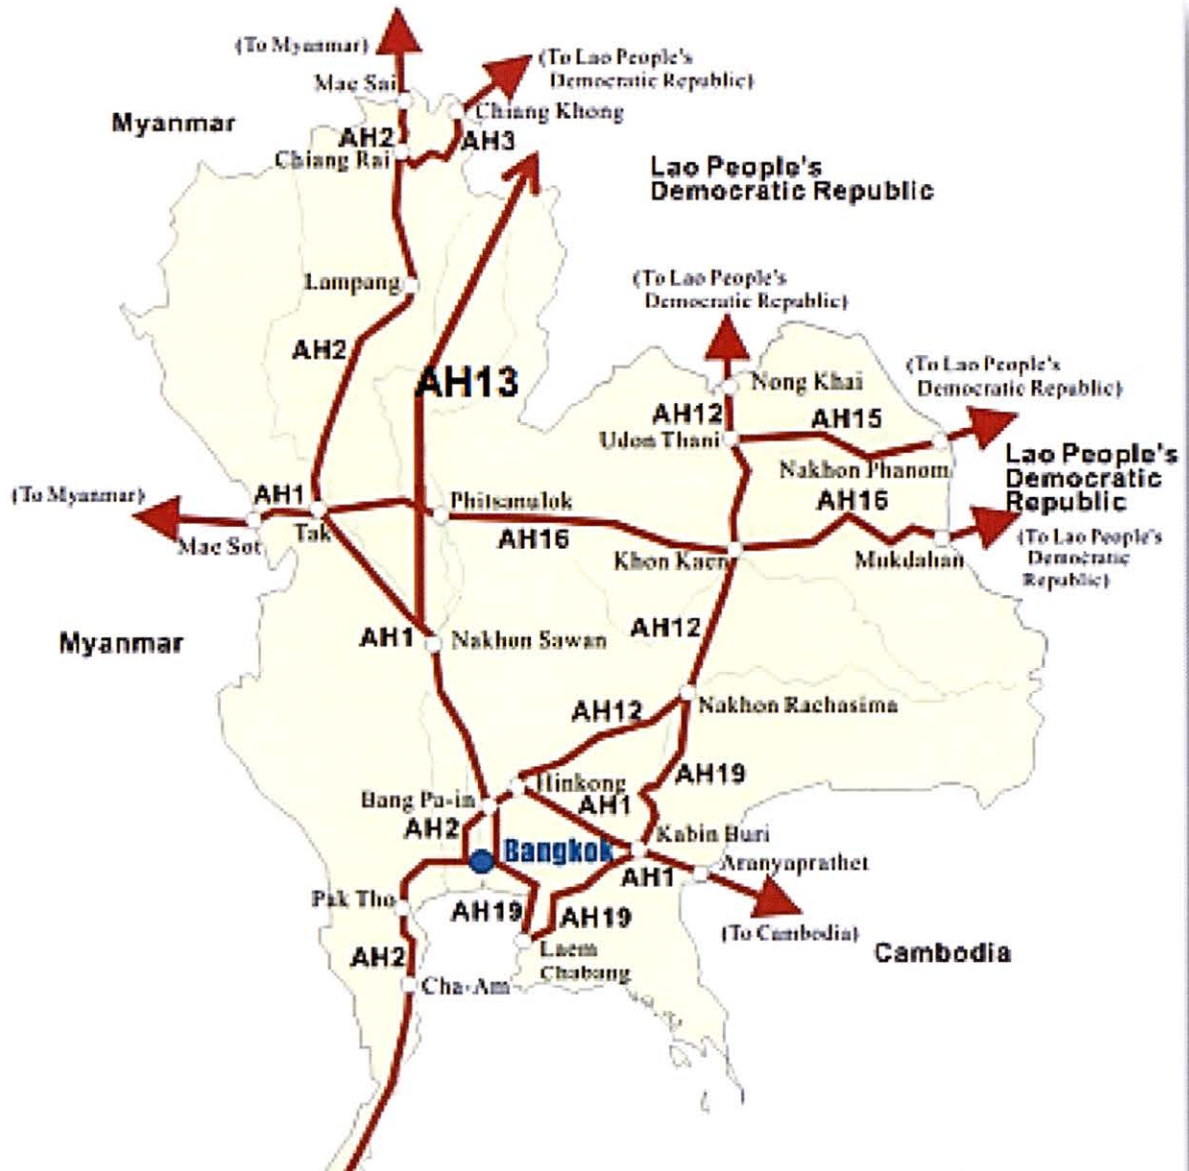 (To Myanmar)
(To Lao People's
Democratic Republic)
Mae Sai
Chiang Khong
Myanmar
AH2
AH3
Chiang Rai
Lao People's
Democratic Republic
Lampang
(To Lao People's
Democratic Republic)
AH2
AH13
Nong Khai
(To Lao People's
Democratic Republic)
AH12
AH15
Udon Thani
Lao People's
Democratic
Republic
Nakhon Phanom
(To Myanmar)
AH1
Phitsanulok
AH16
Mae Sot
Tak
AH16
Khon Kaen
Mukdahan
(To Lao People's
Democratic
Republic)
Myanmar
AH1
Nakhon Sawan
AH12
AH12
Nakhon Rachasima
AH19
Hinkong
Bang Pa-in
AH1
AH2
Kabin Buri
Bangkok
Aranyaprathet
AH1
Pak Tho
AH19
AH19
(To Cambodia)
Cambodia
AH2
Laem
Chabang
Cha-Am